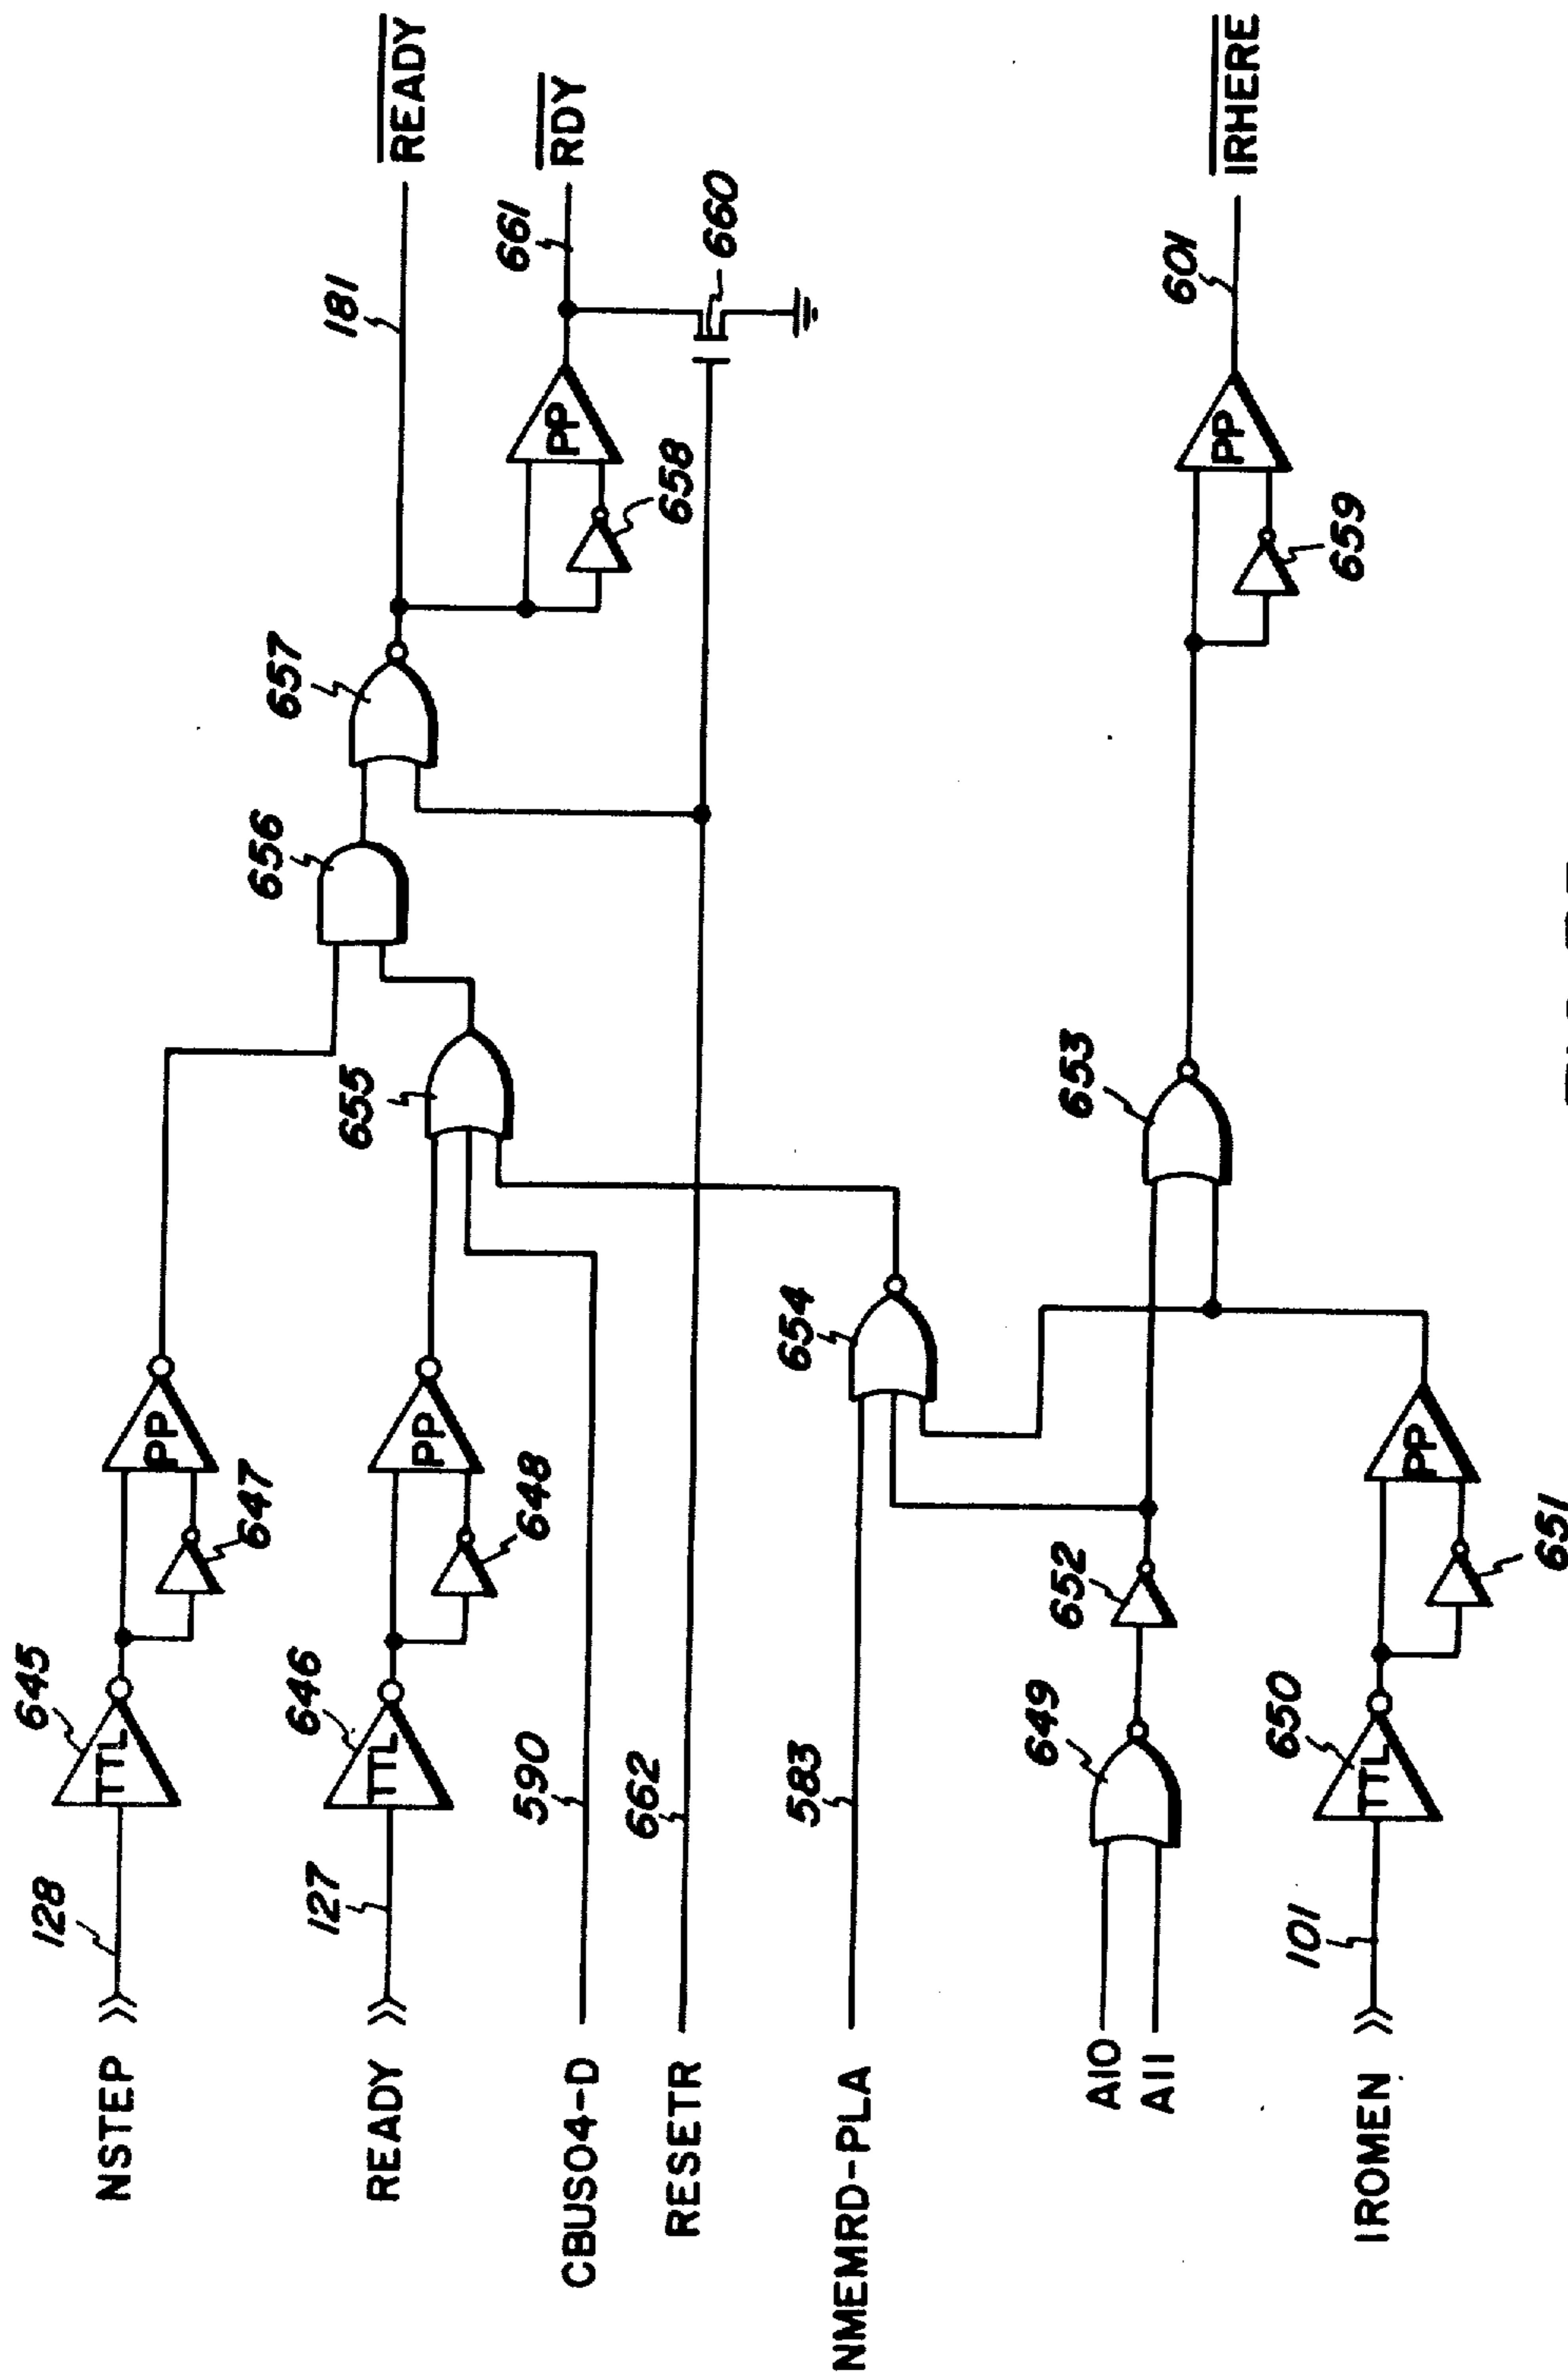 NSTEP
128
645
TTL
647
PP
READY
127
646
TTL
648
PP
CBUSO4-D
590
RESETR
662
655
656
657
181
READY
658
PP
661
RDY
660
NMEMRD-PLA
583
654
A10
A11
649
652
653
659
PP
601
IRHERE
IROMEN
101
650
TTL
651
PP